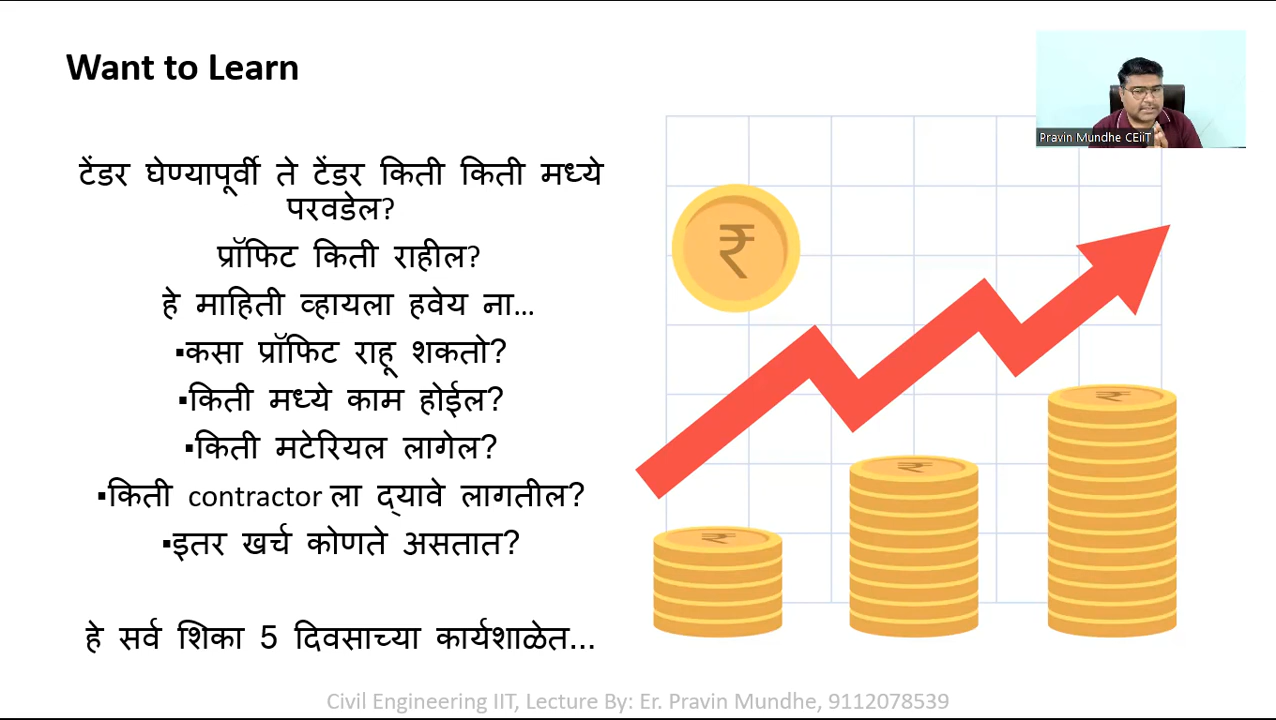 Want to Learn
Pravin Mundhe CEiiT
टेंडर घेण्यापूर्वी ते टेंडर किती किती मध्ये
परवडेल?
प्रॉफिट किती राहील?
हे माहिती व्हायला हवेय ना...
▪कसा प्रॉफिट राहू शकतो?
▪किती मध्ये काम होईल?
▪किती मटेरियल लागेल?
▪किती contractor ला द्यावे लागतील?
▪इतर खर्च कोणते असतात?
हे सर्व शिका 5 दिवसाच्या कार्यशाळेत...
₹
₹
₹
₹
Civil Engineering IIT, Lecture By: Er. Pravin Mundhe, 9112078539